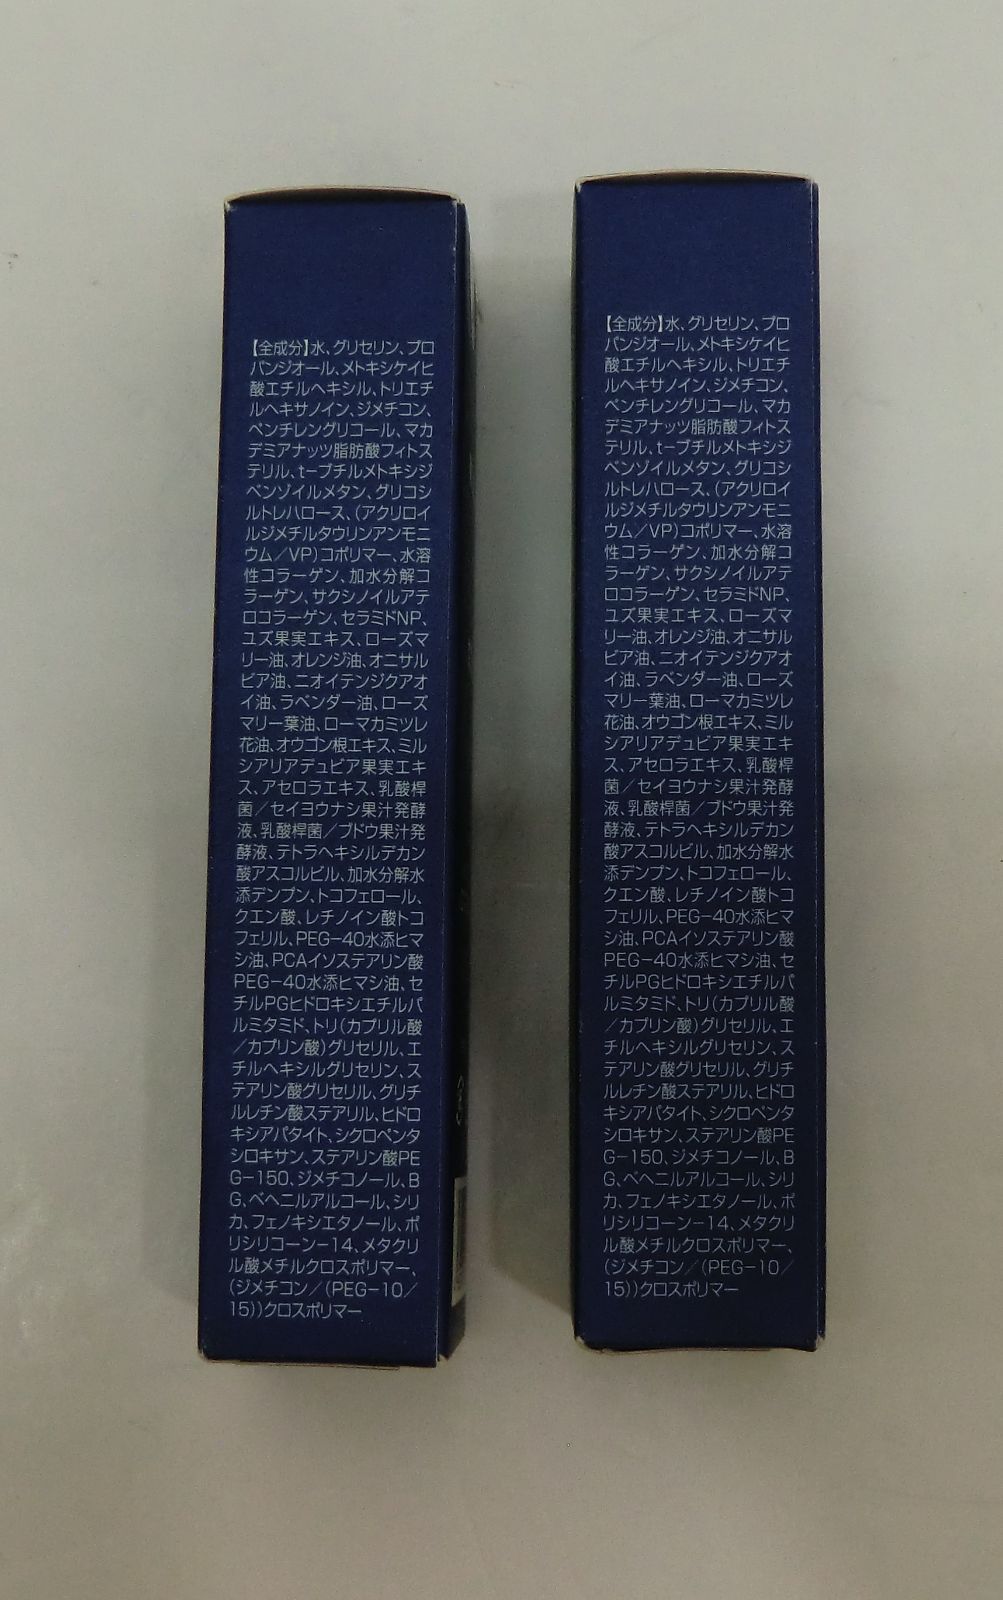 【全成分】水、グリセリン、プロ
パンジオール、メトキシケイヒ
酸エチルヘキシル、トリエチ
ルヘキサノイン、ジメチコン、
ペンチレングリコール、マカ
デミアナッツ脂肪酸フィトス
テリル、t-ブチルメトキシジ
ベンゾイルメタン、グリコシ
ルトレハロース、(アクリロイ
ルジメチルタウリンアンモニ
ウム/VP)コポリマー、水溶
性コラーゲン、加水分解コ
ラーゲン、サクシノイルアテ
ロコラーゲン、セラミドNP、
ユズ果実エキス、ローズマ
リー油、オレンジ油、オニサル
ビア油、ニオイテンジクアオ
イ油、ラベンダー油、ローズ
マリー葉油、ローマカミツレ
花油、オウゴン根エキス、ミル
シアリアデュビア果実エキ
ス、アセロラエキス、乳酸桿
菌/セイヨウナシ果汁発酵
液、乳酸桿菌/ブドウ果汁発
酵液、テトラヘキシルデカン
酸アスコルビル、加水分解水
添デンプン、トコフェロール、
クエン酸、レチノイン酸トコ
フェリル、PEG-40水添ヒマ
シ油、PCAイソステアリン酸
PEG-40水添ヒマシ油、セ
チルPGヒドロキシエチルパ
ルミタミド、トリ(カプリル酸
/カプリン酸)グリセリル、エ
チルヘキシルグリセリン、ス
テアリン酸グリセリル、グリチ
ルレチン酸ステアリル、ヒドロ
キシアパタイト、シクロペンタ
シロキサン、ステアリン酸PE
G-150、ジメチコノール、B
G、ベヘニルアルコール、シリ
カ、フェノキシエタノール、ポ
リシリコーン-14、メタクリ
ル酸メチルクロスポリマー、
(ジメチコン/(PEG-10/
15))クロスポリマー
【全成分】水、グリセリン、プロ
パンジオール、メトキシケイヒ
酸エチルヘキシル、トリエチ
ルヘキサノイン、ジメチコン、
ペンチレングリコール、マカ
デミアナッツ脂肪酸フィトス
テリル、t-ブチルメトキシジ
ベンゾイルメタン、グリコシ
ルトレハロース、(アクリロイ
ルジメチルタウリンアンモニ
ウム/VP)コポリマー、水溶
性コラーゲン、加水分解コ
ラーゲン、サクシノイルアテ
ロコラーゲン、セラミドNP、
ユズ果実エキス、ローズマ
リー油、オレンジ油、オニサル
ビア油、ニオイテンジクアオ
イ油、ラベンダー油、ローズ
マリー葉油、ローマカミツレ
花油、オウゴン根エキス、ミル
シアリアデュビア果実エキ
ス、アセロラエキス、乳酸桿
菌/セイヨウナシ果汁発酵
液、乳酸桿菌/ブドウ果汁発
酵液、テトラヘキシルデカン
酸アスコルビル、加水分解水
添デンプン、トコフェロール、
クエン酸、レチノイン酸トコ
フェリル、PEG-40水添ヒマ
シ油、PCAイソステアリン酸
PEG-40水添ヒマシ油、セ
チルPGヒドロキシエチルパ
ルミタミド、トリ(カプリル酸
/カプリン酸)グリセリル、エ
チルヘキシルグリセリン、ス
テアリン酸グリセリル、グリチ
ルレチン酸ステアリル、ヒドロ
キシアパタイト、シクロペンタ
シロキサン、ステアリン酸PE
G-150、ジメチコノール、B
G、ベヘニルアルコール、シリ
カ、フェノキシエタノール、ポ
リシリコーン-14、メタクリ
ル酸メチルクロスポリマー、
(ジメチコン/(PEG-10/
15))クロスポリマー